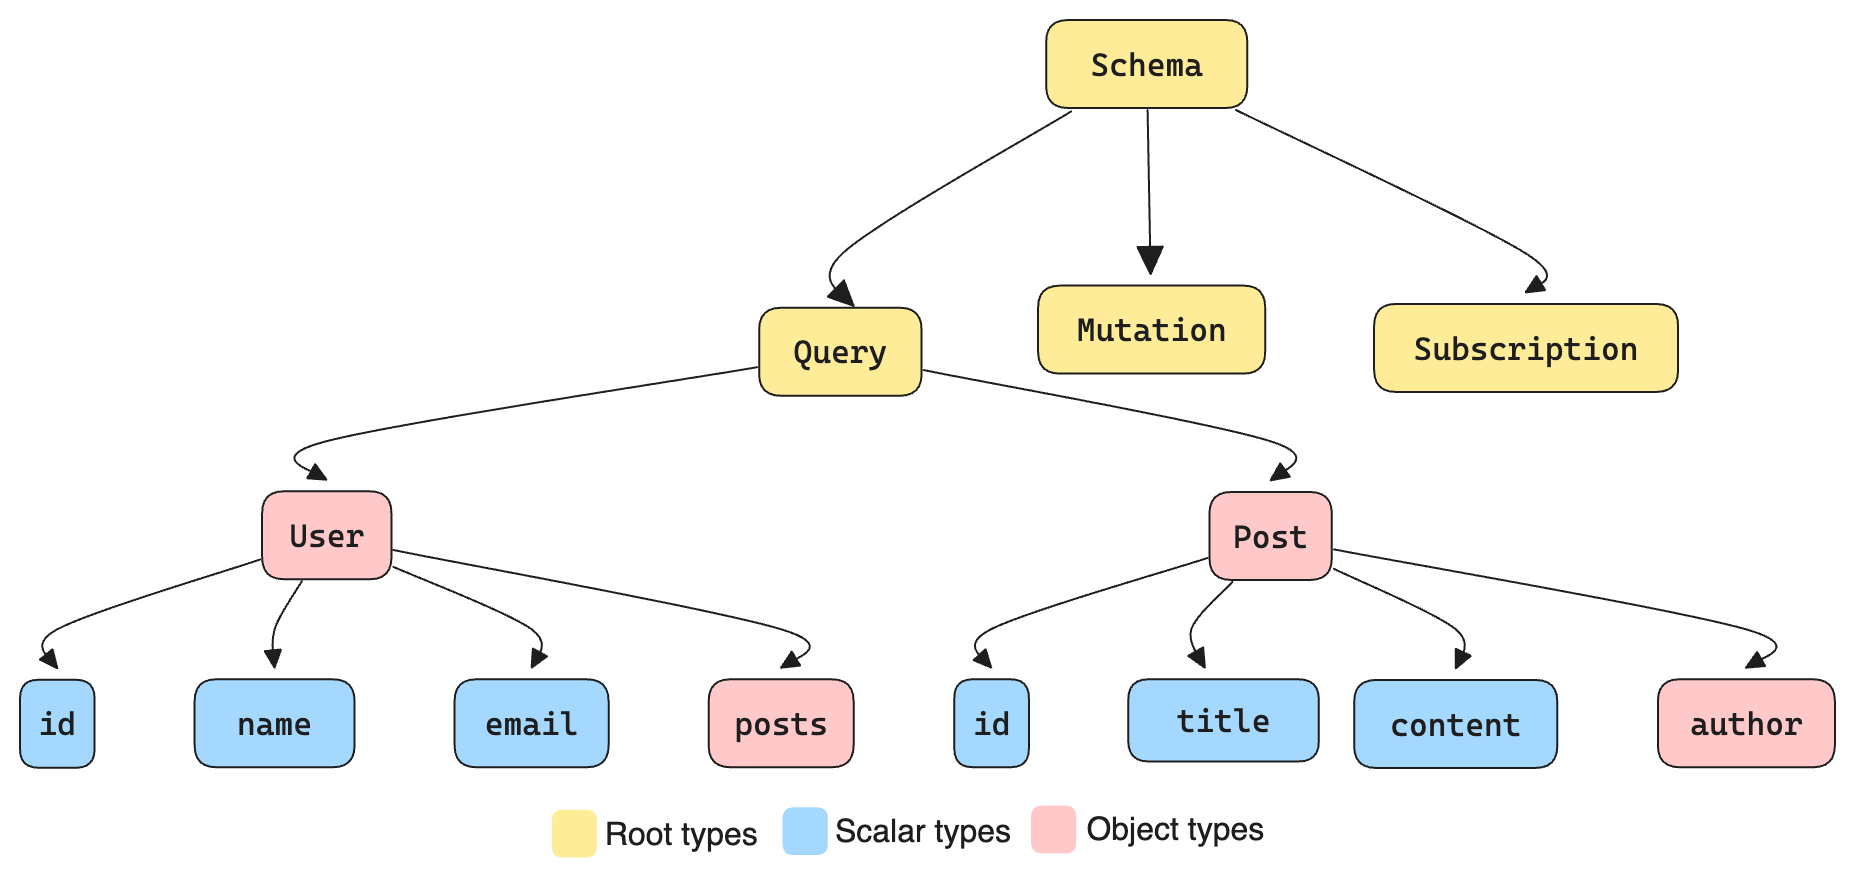 Schema
Query
Mutation
Subscription
User
Post
id
name
email
posts
id
title
content
author
Root types
Scalar types
Object types